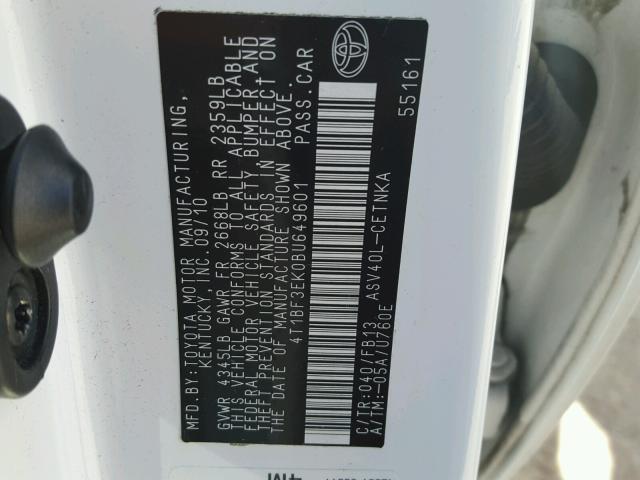 MFD. BY: TOYOTA MOTOR MANUFACTURING,
KENTUCKY, INC. 09/10
GVWR 4245LB GAWR FR 2668LB RR 2359LB
THIS VEHICLE CONFORMS TO ALL APPLICABLE
FEDERAL MOTOR VEHICLE SAFETY BUMPER AND
THEFT PREVENTION STANDARDS IN EFFECT ON
THE DATE OF MANUFACTURE SHOWN ABOVE.
4T1BF3EK0BU649601 PASS.CAR
C/TR:040/FB13 ASV40L-CETNKA 55161
A/TM:-05A/U760E